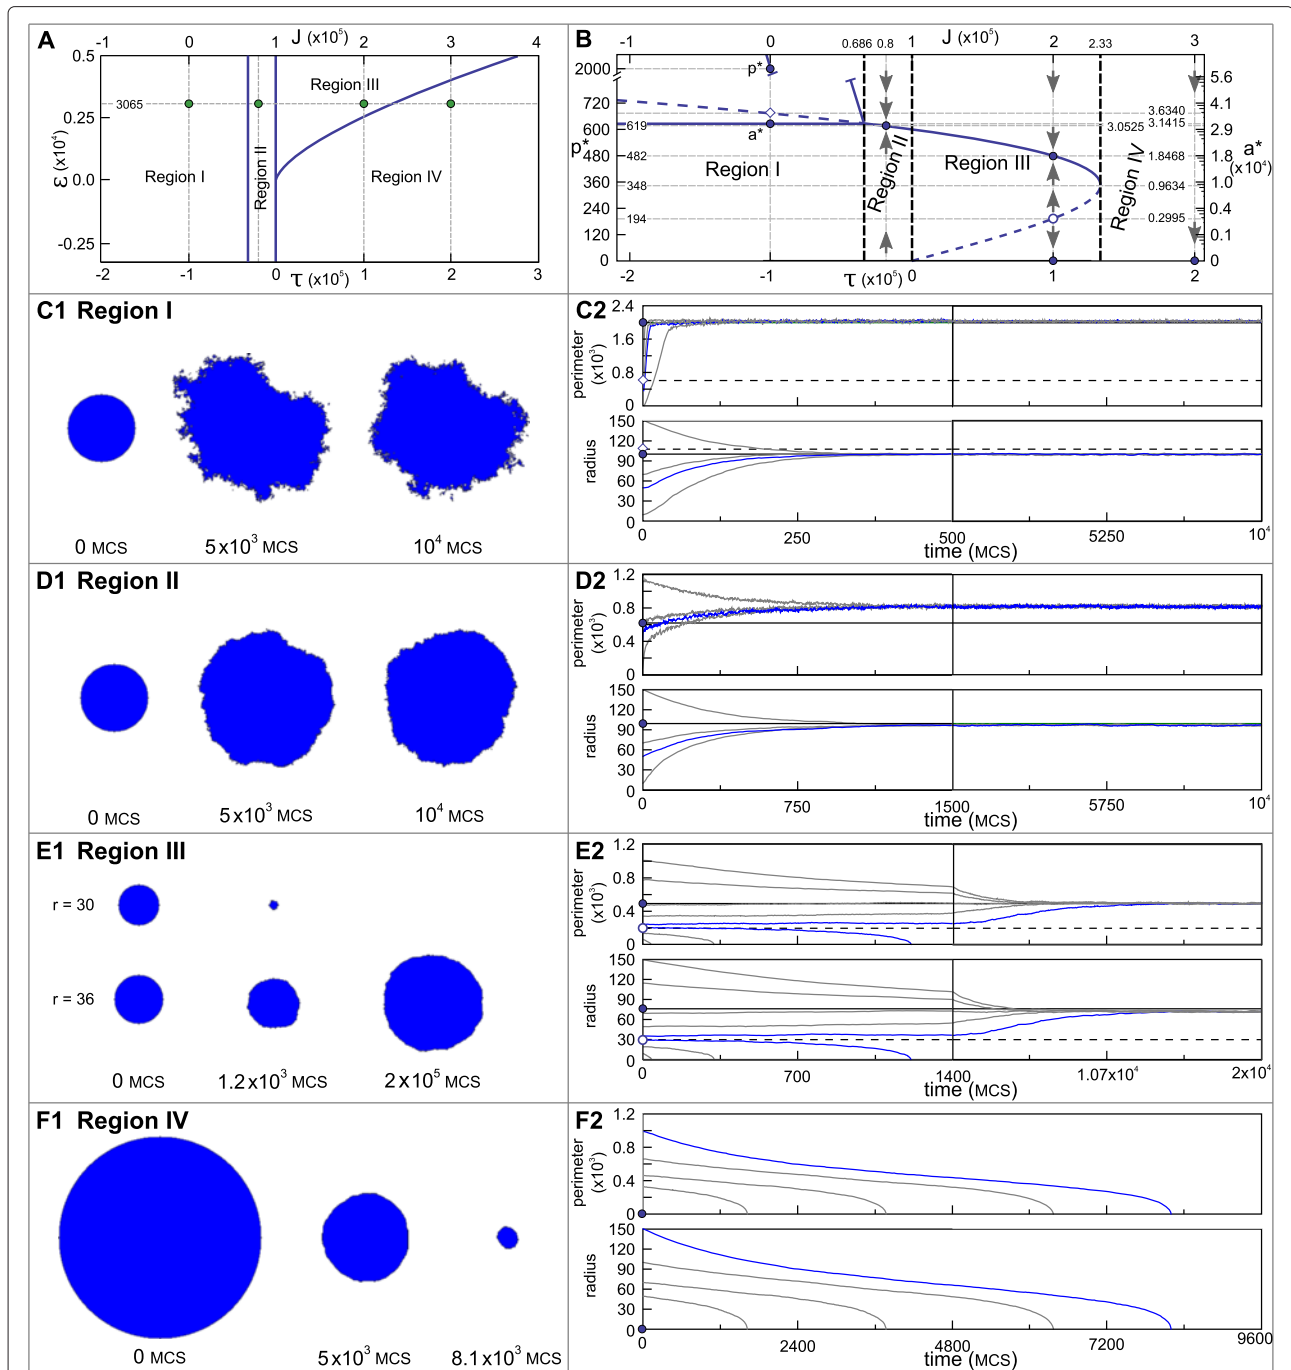 A
-1 0 1 2 3 4
J (x10⁵)
0.5
3065
0.25
0.0
-0.25
ε (x10⁴)
Region I
Region II
Region III
Region IV
-2 -1 0 1 2 3
τ (x10⁵)
B
-1 0 0.686 0.8 1 2 2.33 3
J (x10⁵)
p*
2000
720
600
619
480
482
360
348
240
194
120
0
p*
a*
Region I
Region II
Region III
Region IV
5.6
4.1
3.6340
3.1415
3.0525
2.9
1.8468
1.8
0.9634
1.0
0.2995
0.4
0.1
0
a*
(x10⁴)
-2 -1 0 1 2
τ (x10⁵)
C1 Region I
0 MCS
5x10³ MCS
10⁴ MCS
C2
2.4
1.6
0.8
0
perimeter
(x10³)
150
120
90
60
30
0
radius
0 250 500 5250 10⁴
time (MCS)
D1 Region II
0 MCS
5x10³ MCS
10⁴ MCS
D2
1.2
0.8
0.4
0
perimeter
(x10³)
150
120
90
60
30
0
radius
0 750 1500 5750 10⁴
time (MCS)
E1 Region III
r = 30
r = 36
0 MCS
1.2x10³ MCS
2x10⁵ MCS
E2
1.2
0.8
0.4
0
perimeter
(x10³)
150
120
90
60
30
0
radius
0 700 1400 1.07x10⁴ 2x10⁴
time (MCS)
F1 Region IV
0 MCS
5x10³ MCS
8.1x10³ MCS
F2
1.2
0.8
0.4
0
perimeter
(x10³)
150
120
90
60
30
0
radius
0 2400 4800 7200 9600
time (MCS)